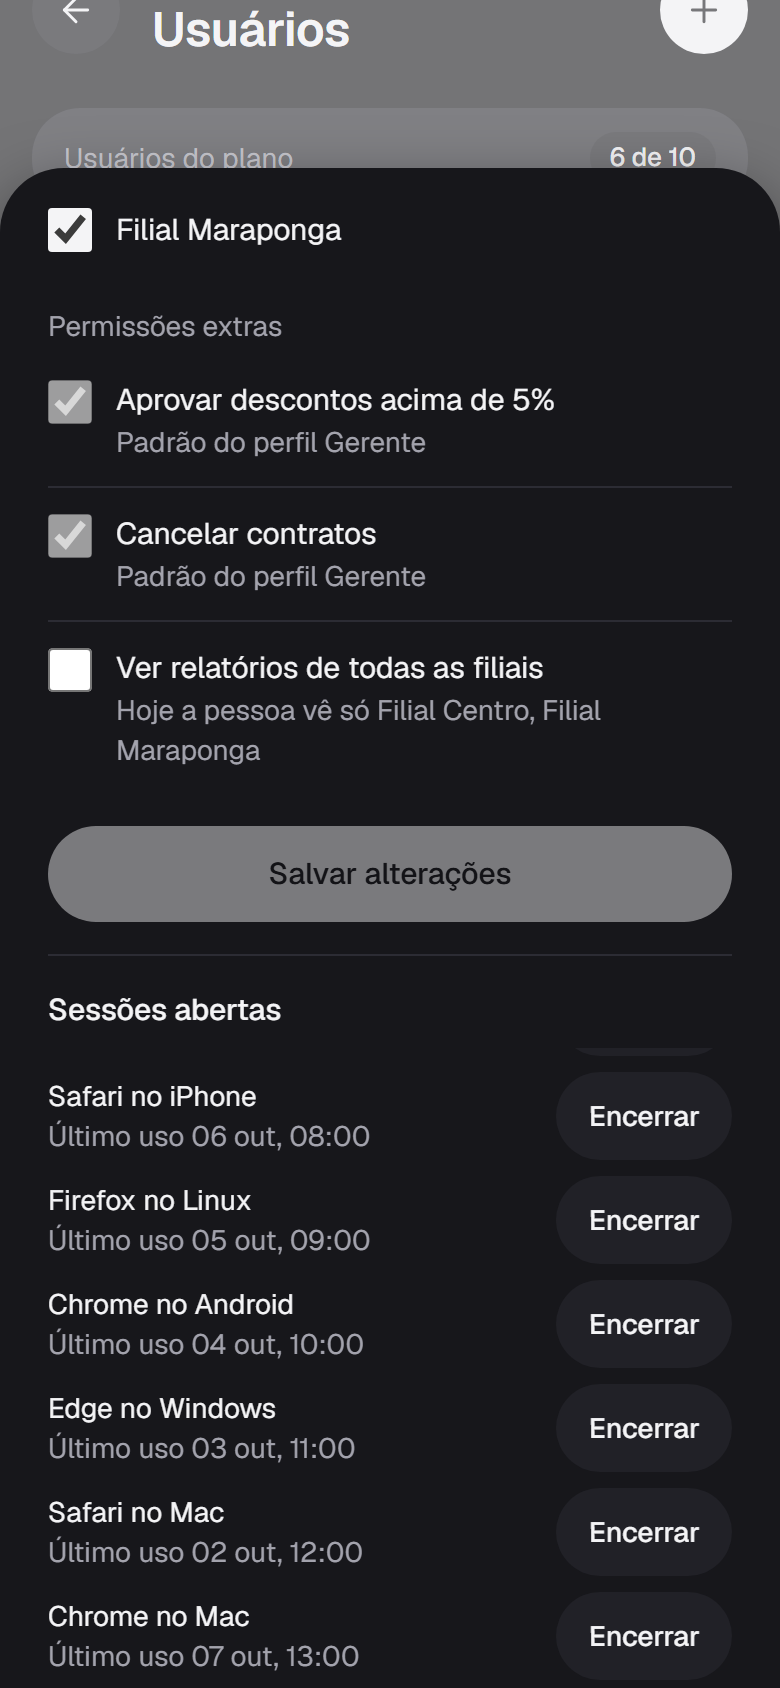 Usuários
Usuários do plano
6 de 10
Filial Maraponga
Permissões extras
Aprovar descontos acima de 5%
Padrão do perfil Gerente
Cancelar contratos
Padrão do perfil Gerente
Ver relatórios de todas as filiais
Hoje a pessoa vê só Filial Centro, Filial
Maraponga
Salvar alterações
Sessões abertas
Safari no iPhone
Último uso 06 out, 08:00
Encerrar
Firefox no Linux
Último uso 05 out, 09:00
Encerrar
Chrome no Android
Último uso 04 out, 10:00
Encerrar
Edge no Windows
Último uso 03 out, 11:00
Encerrar
Safari no Mac
Último uso 02 out, 12:00
Encerrar
Chrome no Mac
Último uso 07 out, 13:00
Encerrar